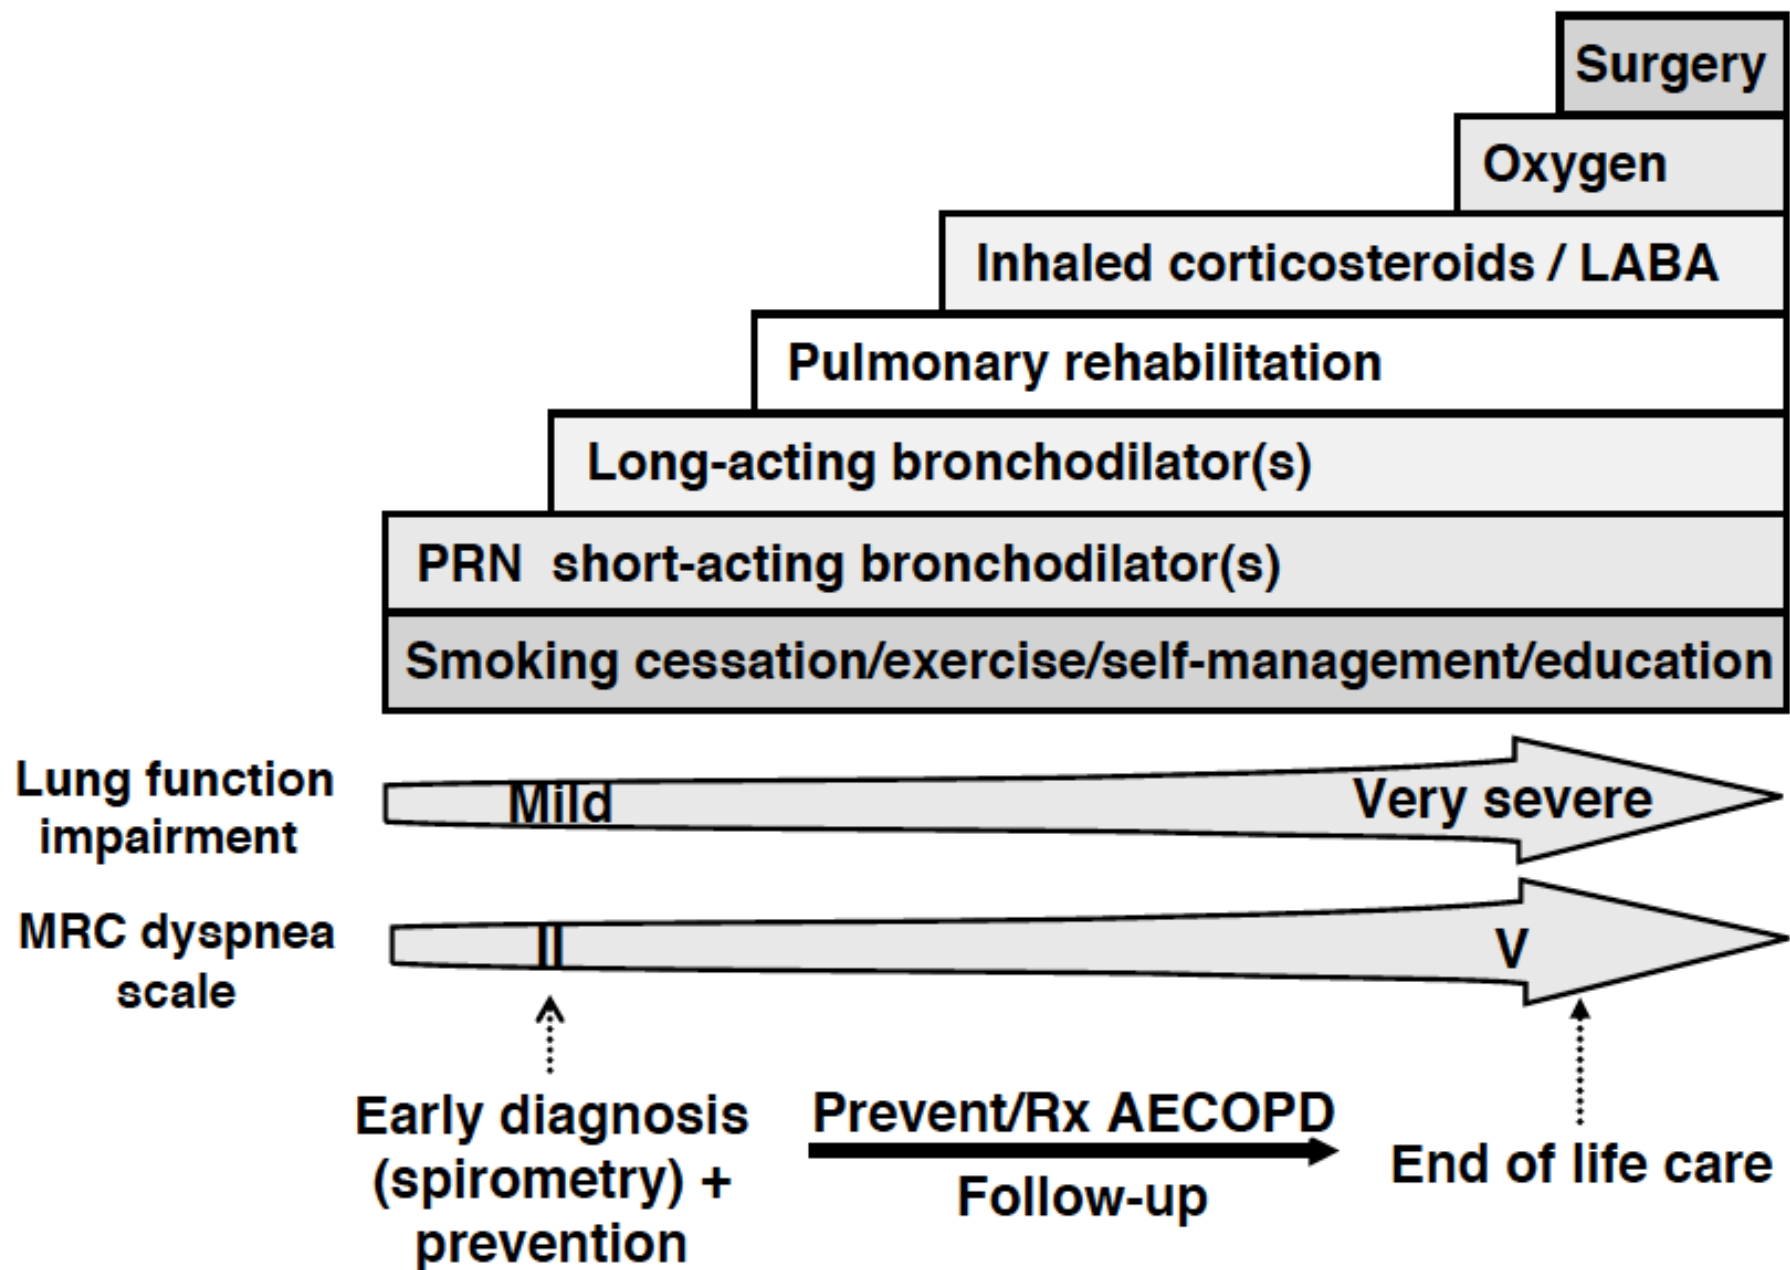 Surgery
Oxygen
Inhaled corticosteroids / LABA
Pulmonary rehabilitation
Long-acting bronchodilator(s)
PRN  short-acting bronchodilator(s)
Smoking cessation/exercise/self-management/education
Lung function
impairment
Mild
Very severe
MRC dyspnea
scale
II
V
Early diagnosis
(spirometry) +
prevention
Prevent/Rx AECOPD
Follow-up
End of life care